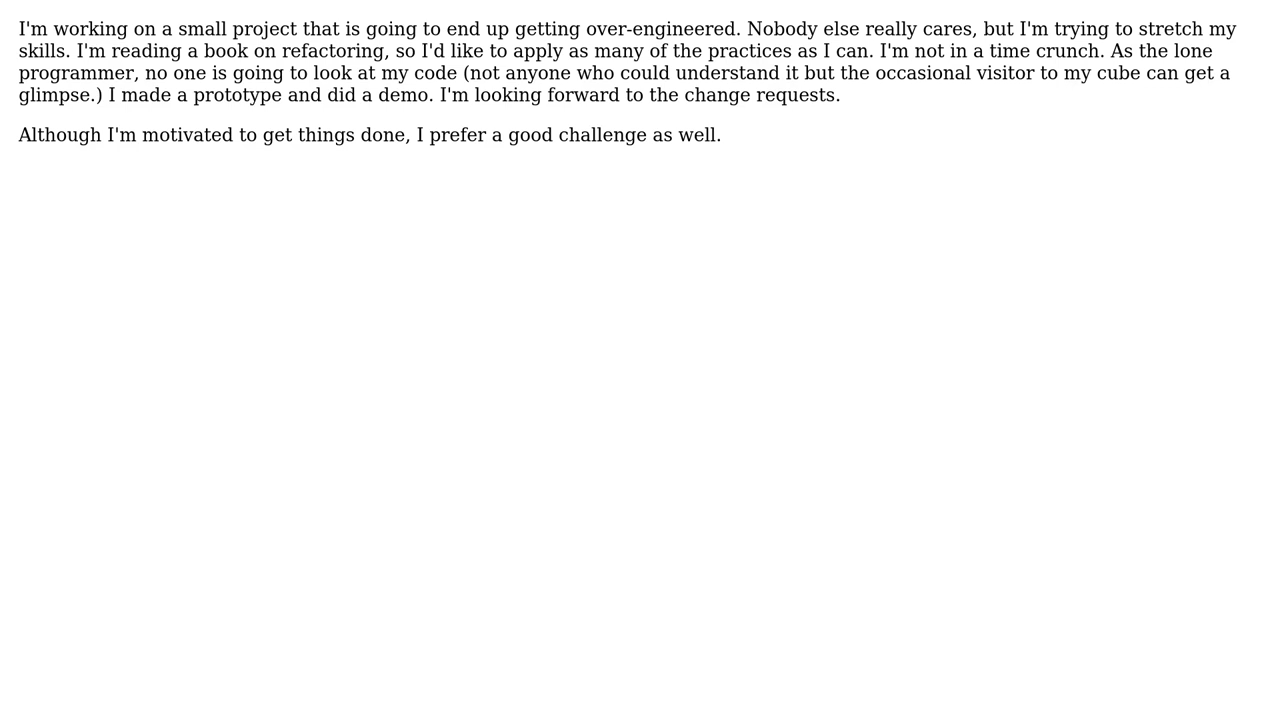 I'm working on a small project that is going to end up getting over-engineered. Nobody else really cares, but I'm trying to stretch my
skills. I'm reading a book on refactoring, so I'd like to apply as many of the practices as I can. I'm not in a time crunch. As the lone
programmer, no one is going to look at my code (not anyone who could understand it but the occasional visitor to my cube can get a
glimpse.) I made a prototype and did a demo. I'm looking forward to the change requests.
Although I'm motivated to get things done, I prefer a good challenge as well.